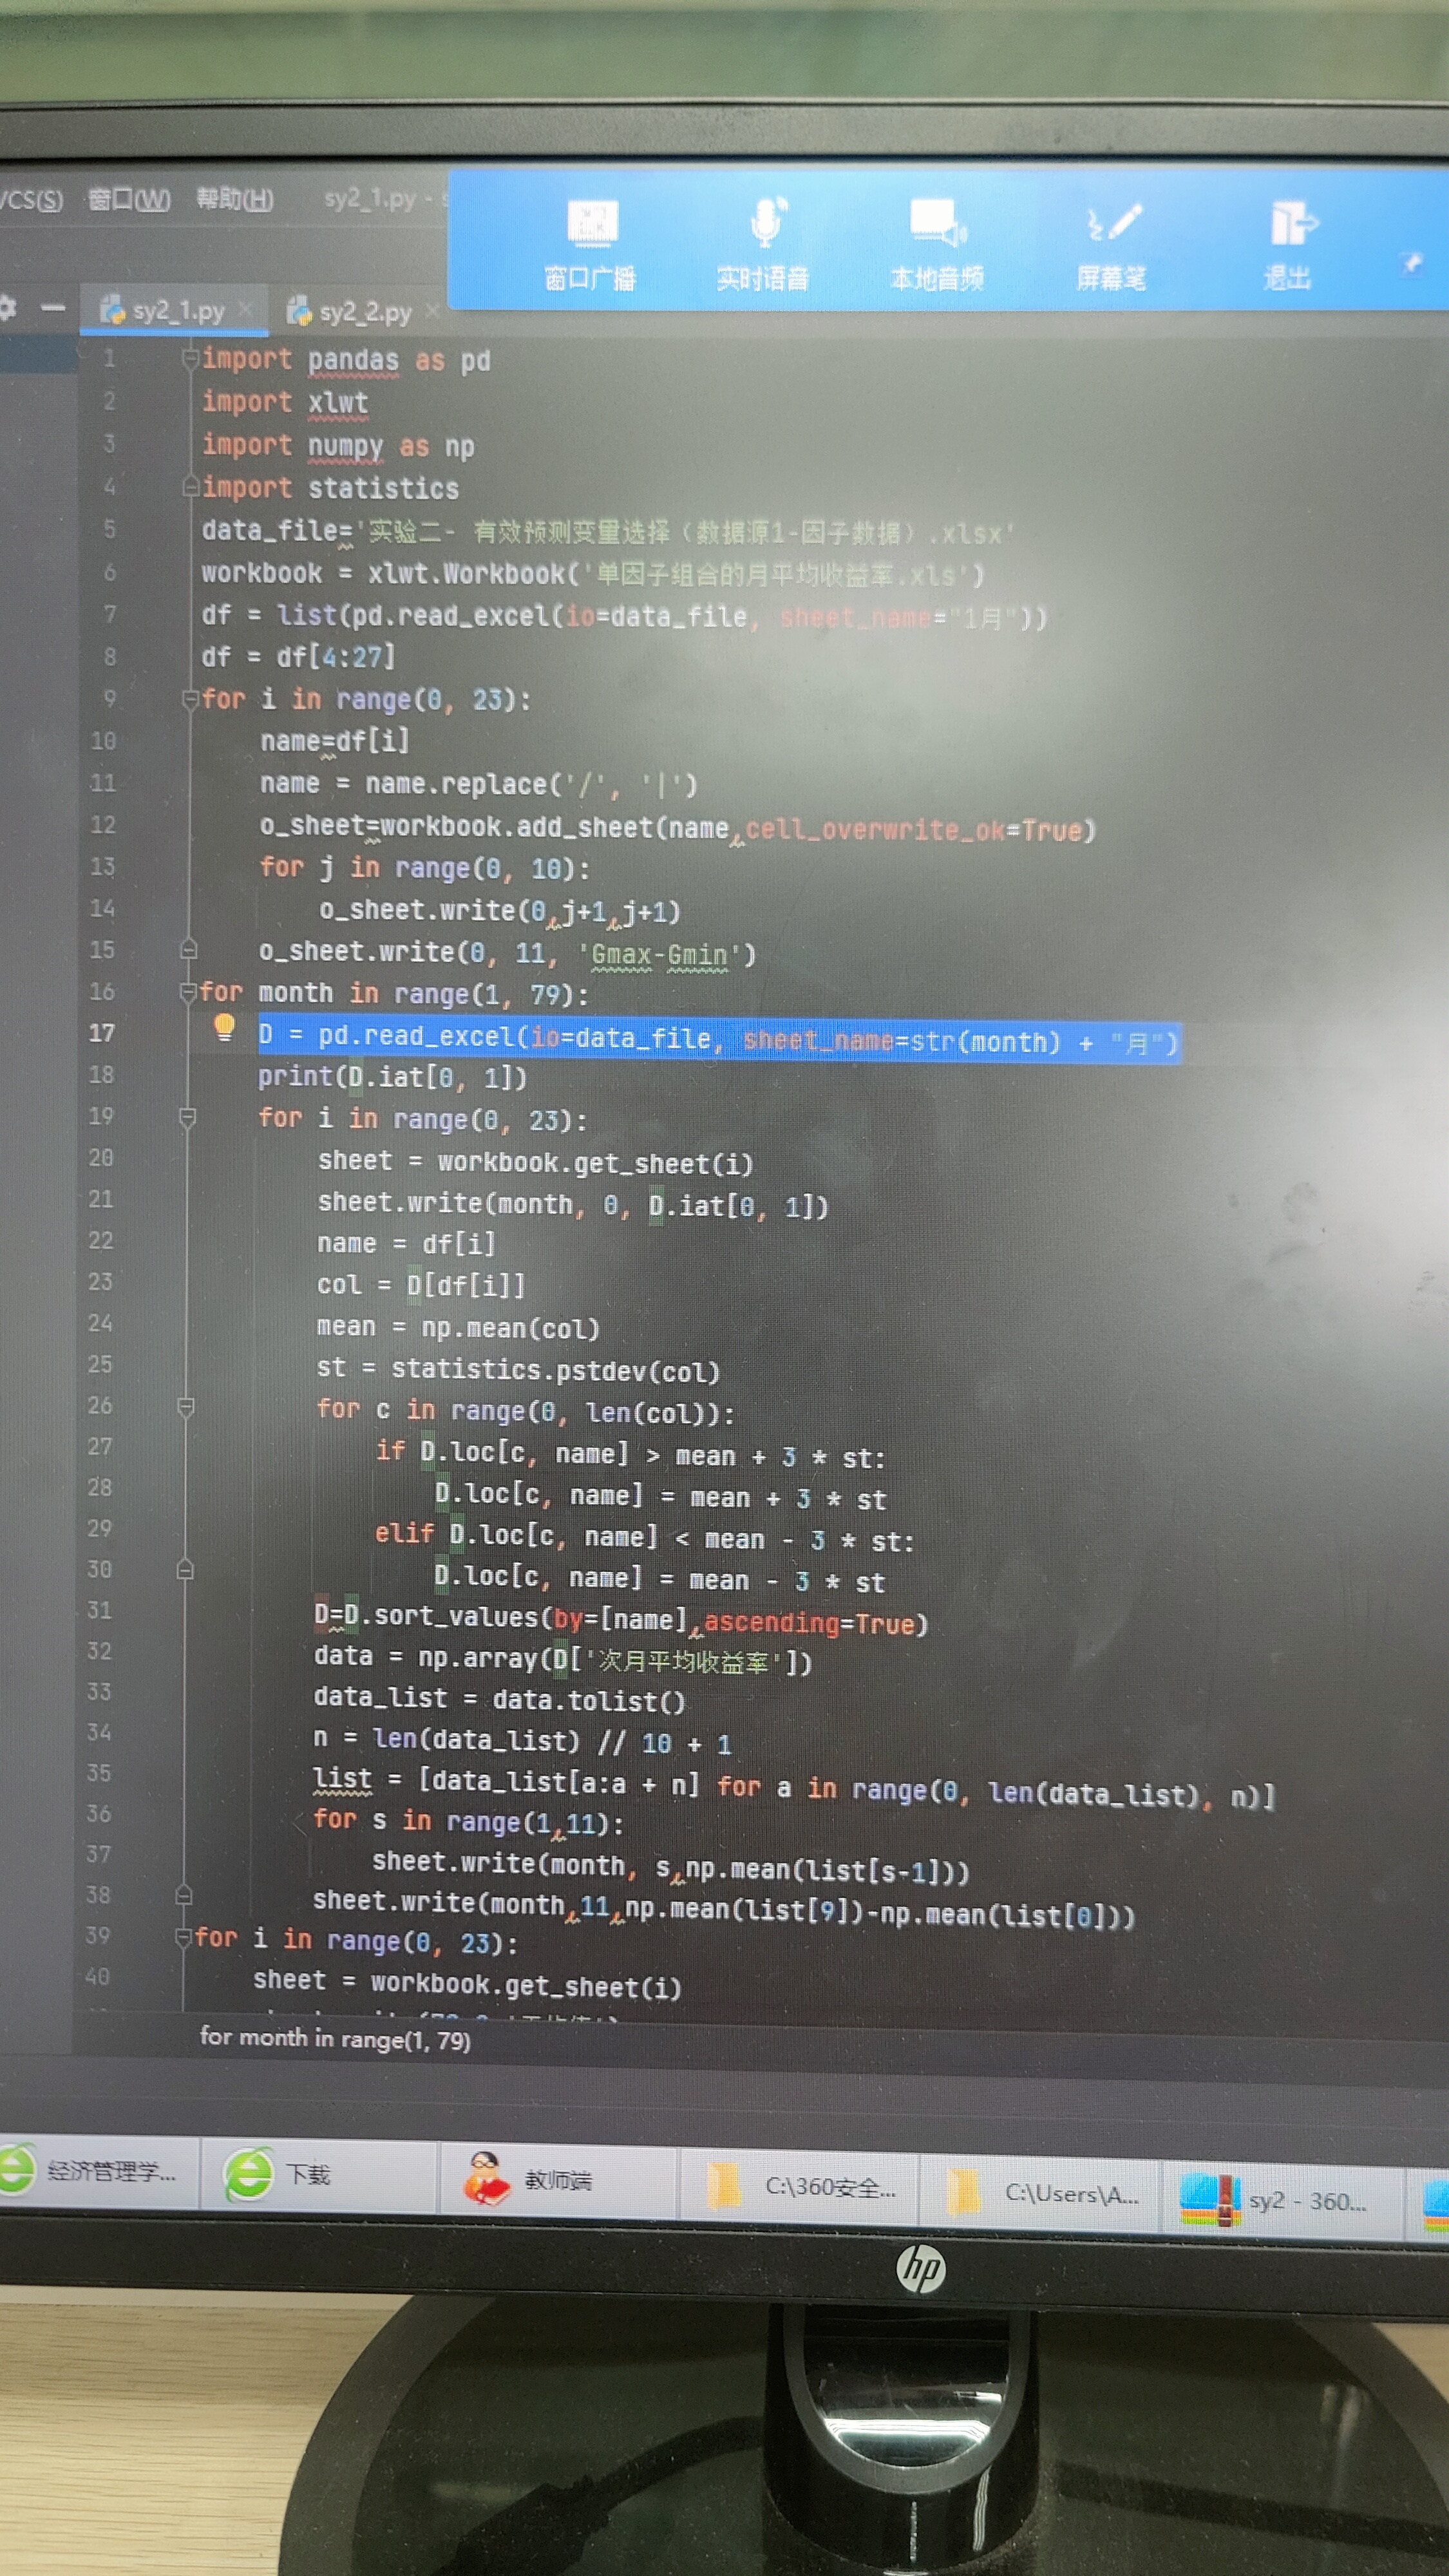 VCS(S) 窗口(W) 帮助(H) sy2_1.py - s
窗口广播 实时语音 本地音频 屏幕笔 退出
sy2_1.py sy2_2.py
1 import pandas as pd
2 import xlwt
3 import numpy as np
4 import statistics
5 data_file='实验二- 有效预测变量选择（数据源1-因子数据）.xlsx'
6 workbook = xlwt.Workbook('单因子组合的月平均收益率.xls')
7 df = list(pd.read_excel(io=data_file, sheet_name="1月"))
8 df = df[4:27]
9 for i in range(0, 23):
10 name=df[i]
11 name = name.replace('/', '|')
12 o_sheet=workbook.add_sheet(name,cell_overwrite_ok=True)
13 for j in range(0, 10):
14 o_sheet.write(0,j+1,j+1)
15 o_sheet.write(0, 11, 'Gmax-Gmin')
16 for month in range(1, 79):
17 D = pd.read_excel(io=data_file, sheet_name=str(month) + "月")
18 print(D.iat[0, 1])
19 for i in range(0, 23):
20 sheet = workbook.get_sheet(i)
21 sheet.write(month, 0, D.iat[0, 1])
22 name = df[i]
23 col = D[df[i]]
24 mean = np.mean(col)
25 st = statistics.pstdev(col)
26 for c in range(0, len(col)):
27 if D.loc[c, name] > mean + 3 * st:
28 D.loc[c, name] = mean + 3 * st
29 elif D.loc[c, name] < mean - 3 * st:
30 D.loc[c, name] = mean - 3 * st
31 D=D.sort_values(by=[name],ascending=True)
32 data = np.array(D['次月平均收益率'])
33 data_list = data.tolist()
34 n = len(data_list) // 10 + 1
35 list = [data_list[a:a + n] for a in range(0, len(data_list), n)]
36 for s in range(1,11):
37 sheet.write(month, s,np.mean(list[s-1]))
38 sheet.write(month,11,np.mean(list[9])-np.mean(list[0]))
39 for i in range(0, 23):
40 sheet = workbook.get_sheet(i)
for month in range(1, 79)
经济管理学... 下载 教师端 C:\360安全... C:\Users\A... sy2 - 360...
hp